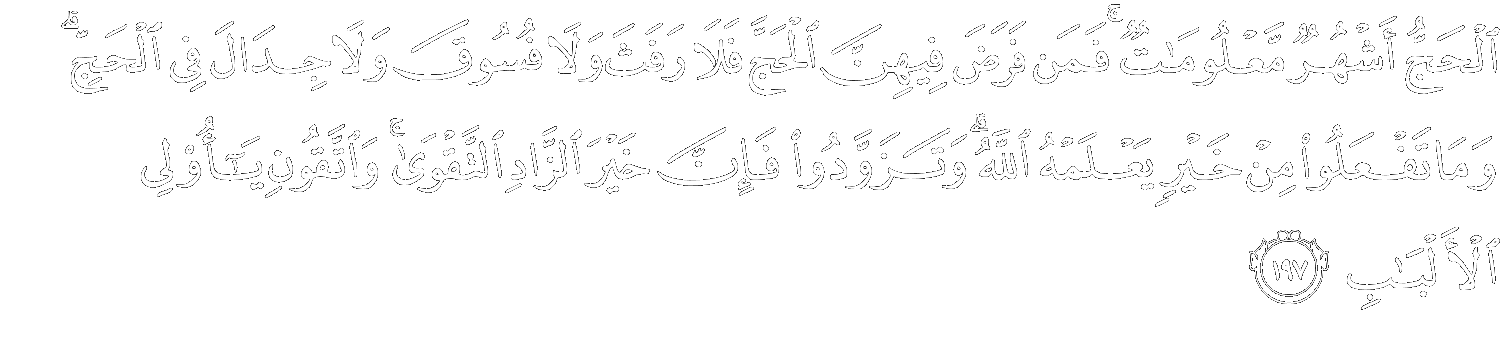 ٱلْحَجُّ أَشْهُرٌ مَّعْلُومَـٰتٌ ۚ فَمَن فَرَضَ فِيهِنَّ ٱلْحَجَّ فَلَا رَفَثَ وَلَا فُسُوقَ وَلَا جِدَالَ فِى ٱلْحَجِّ ۗ
وَمَا تَفْعَلُوا۟ مِنْ خَيْرٍ يَعْلَمْهُ ٱللَّهُ ۗ وَتَزَوَّدُوا۟ فَإِنَّ خَيْرَ ٱلزَّادِ ٱلتَّقْوَىٰ ۚ وَٱتَّقُونِ يَـٰٓأُو۟لِى
ٱلْأَلْبَـٰبِ ١٩٧